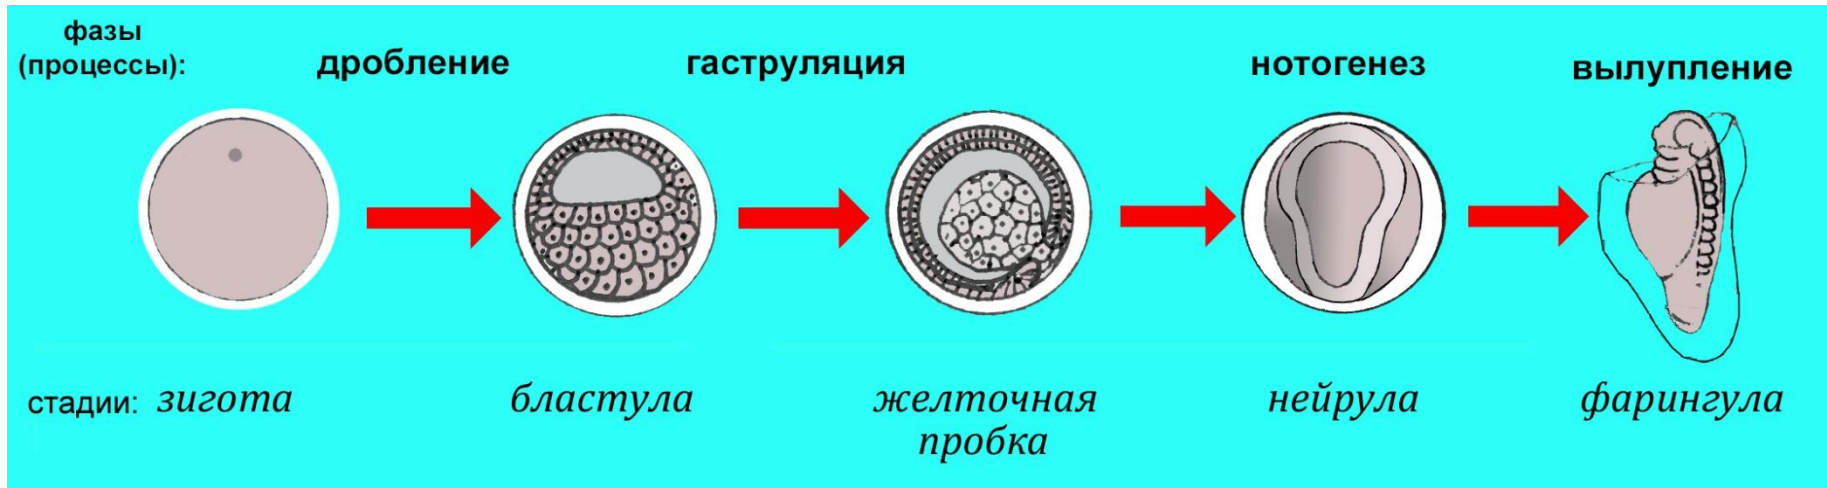 фазы
(процессы):
дробление
гаструляция
нотогенез
вылупление
стадии:
зигота
бластула
желточная
пробка
нейрула
фарингула